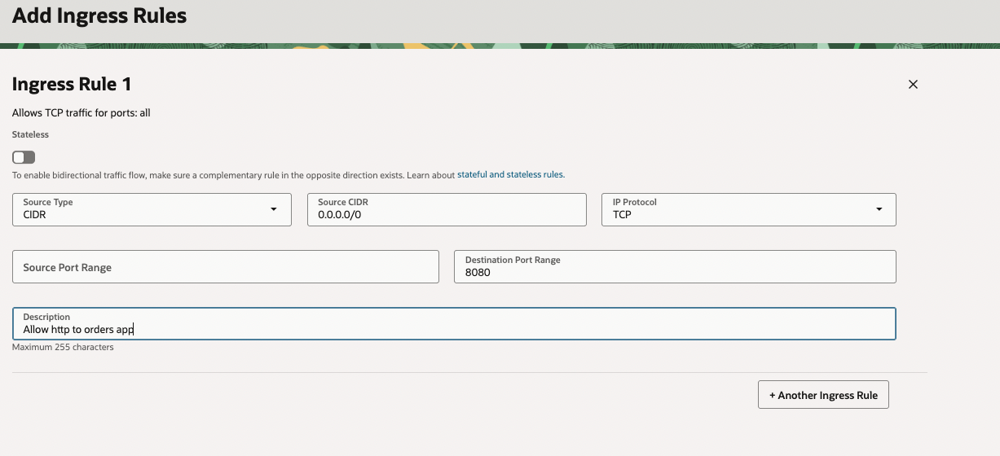 Add Ingress Rules
Ingress Rule 1
Allows TCP traffic for ports: all
Stateless
To enable bidirectional traffic flow, make sure a complementary rule in the opposite direction exists. Learn about stateful and stateless rules.
Source Type
CIDR
Source CIDR
0.0.0.0/0
IP Protocol
TCP
Source Port Range
Destination Port Range
8080
Description
Allow http to orders app
Maximum 255 characters
+ Another Ingress Rule